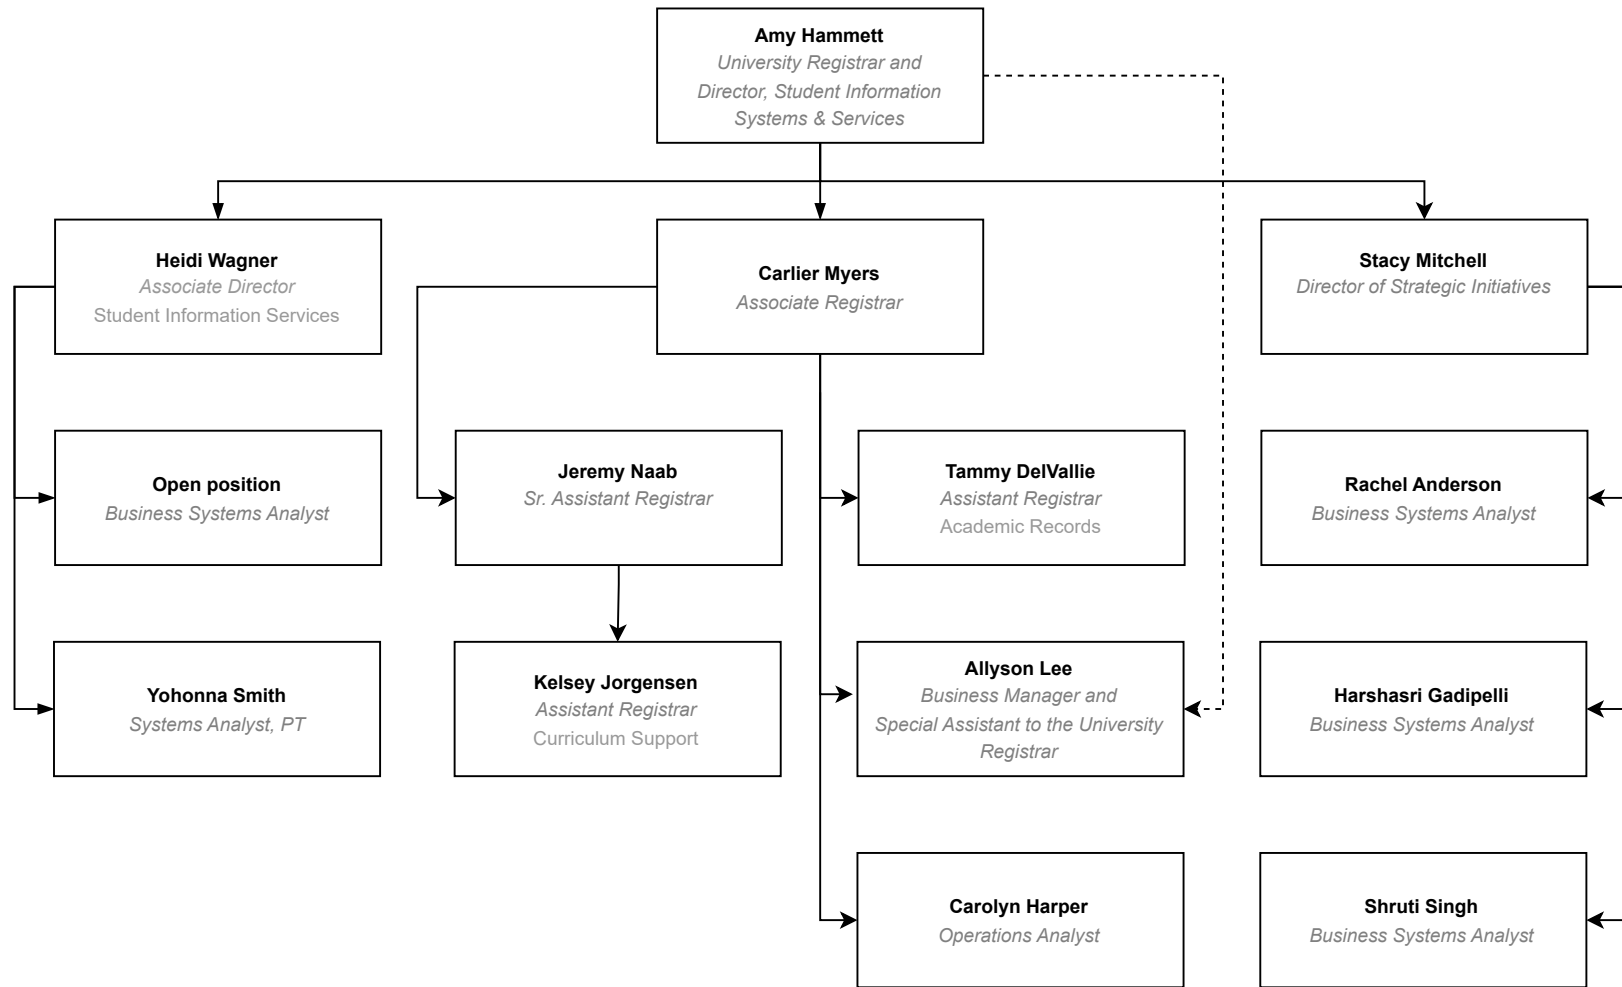 Amy Hammett
University Registrar and
Director, Student Information
Systems & Services
Heidi Wagner
Associate Director
Student Information Services
Carlier Myers
Associate Registrar
Stacy Mitchell
Director of Strategic Initiatives
Open position
Business Systems Analyst
Jeremy Naab
Sr. Assistant Registrar
Tammy DelVallie
Assistant Registrar
Academic Records
Rachel Anderson
Business Systems Analyst
Yohonna Smith
Systems Analyst, PT
Kelsey Jorgensen
Assistant Registrar
Curriculum Support
Allyson Lee
Business Manager and
Special Assistant to the University
Registrar
Harshasri Gadipelli
Business Systems Analyst
Carolyn Harper
Operations Analyst
Shruti Singh
Business Systems Analyst